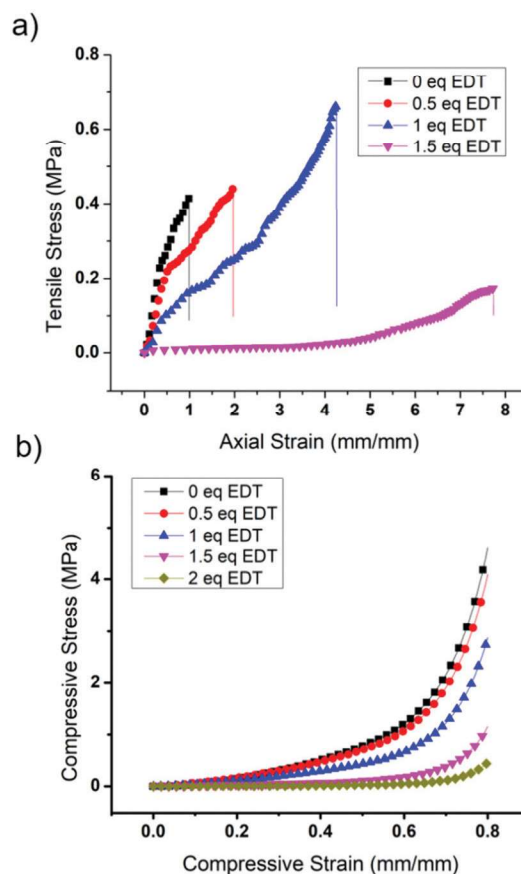 a)
0.8
0.6
0.4
0.2
0.0
Tensile Stress (MPa)
0 eq EDT
0.5 eq EDT
1 eq EDT
1.5 eq EDT
0 1 2 3 4 5 6 7 8
Axial Strain (mm/mm)
b)
6
4
2
0
Compressive Stress (MPa)
0 eq EDT
0.5 eq EDT
1 eq EDT
1.5 eq EDT
2 eq EDT
0.0 0.2 0.4 0.6 0.8
Compressive Strain (mm/mm)